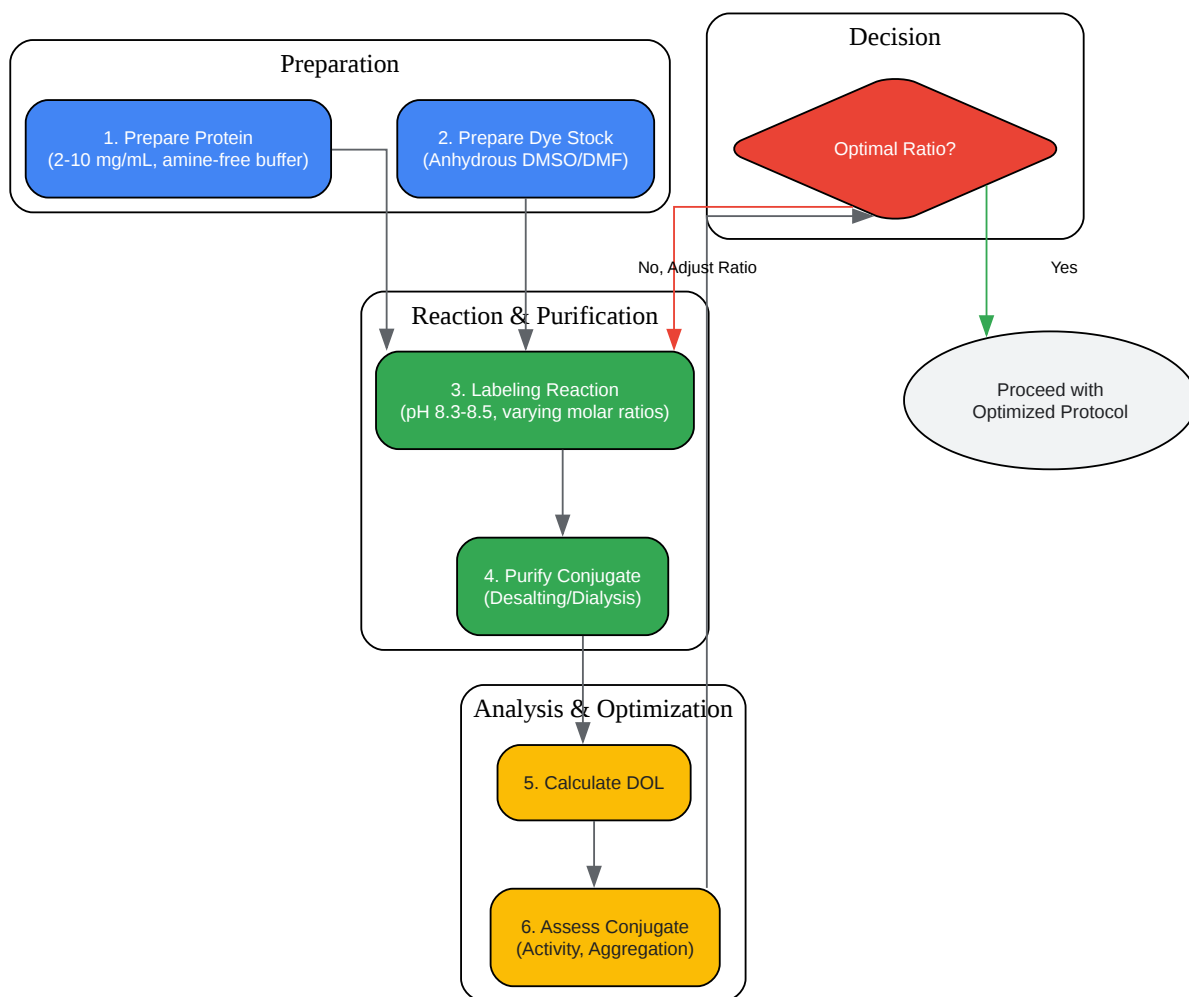 Preparation
1. Prepare Protein
(2-10 mg/mL, amine-free buffer)
2. Prepare Dye Stock
(Anhydrous DMSO/DMF)
Decision
Optimal Ratio?
No, Adjust Ratio
Yes
Reaction & Purification
3. Labeling Reaction
(pH 8.3-8.5, varying molar ratios)
Proceed with
Optimized Protocol
4. Purify Conjugate
(Desalting/Dialysis)
Analysis & Optimization
5. Calculate DOL
6. Assess Conjugate
(Activity, Aggregation)